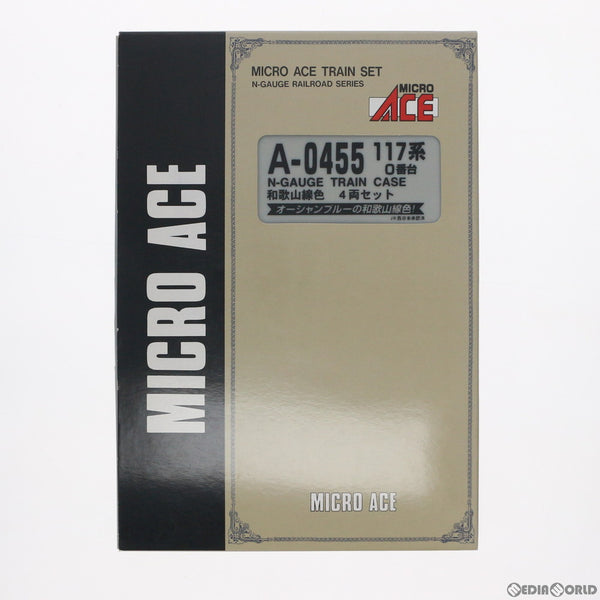 MICRO ACE TRAIN SET
N-GAUGE RAILROAD SERIES
MICRO
ACE
A-0455 117系
0番台
N-GAUGE TRAIN CASE
和歌山線色 4両セット
オーシャンブルーの和歌山線色!
MICRO ACE
MICRO ACE
©EDIAWORLD